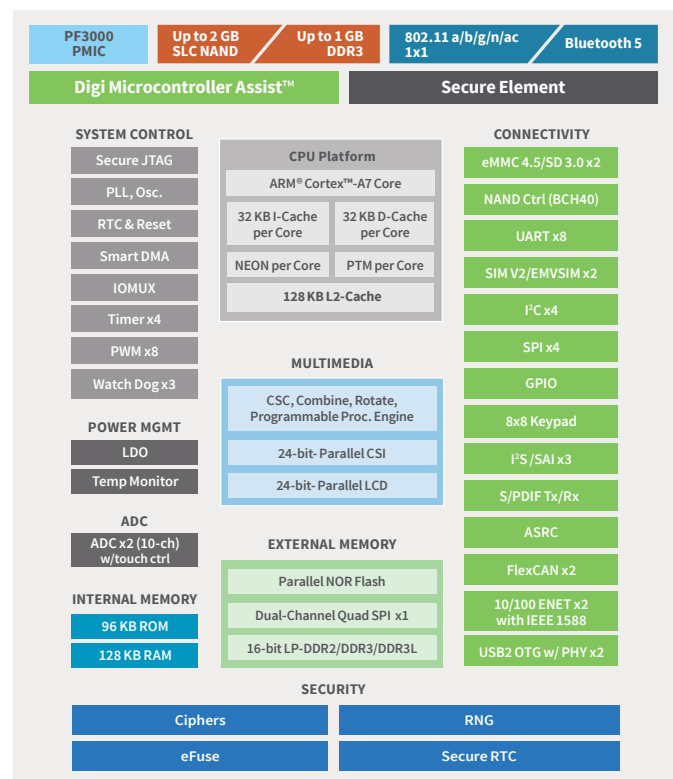 PF3000
PMIC
Up to 2 GB
SLC NAND
Up to 1 GB
DDR3
802.11 a/b/g/n/ac
1x1
Bluetooth 5
Digi Microcontroller Assist™
Secure Element
SYSTEM CONTROL
Secure JTAG
PLL, Osc.
RTC & Reset
Smart DMA
IOMUX
Timer x4
PWM x8
Watch Dog x3
POWER MGMT
LDO
Temp Monitor
ADC
ADC x2 (10-ch)
w/touch ctrl
INTERNAL MEMORY
96 KB ROM
128 KB RAM
CPU Platform
ARM® Cortex™-A7 Core
32 KB I-Cache
per Core
32 KB D-Cache
per Core
NEON per Core
PTM per Core
128 KB L2-Cache
MULTIMEDIA
CSC, Combine, Rotate,
Programmable Proc. Engine
24-bit- Parallel CSI
24-bit- Parallel LCD
EXTERNAL MEMORY
Parallel NOR Flash
Dual-Channel Quad SPI x1
16-bit LP-DDR2/DDR3/DDR3L
CONNECTIVITY
eMMC 4.5/SD 3.0 x2
NAND Ctrl (BCH40)
UART x8
SIM V2/EMVSIM x2
I²C x4
SPI x4
GPIO
8x8 Keypad
I²S /SAI x3
S/PDIF Tx/Rx
ASRC
FlexCAN x2
10/100 ENET x2
with IEEE 1588
USB2 OTG w/ PHY x2
SECURITY
Ciphers
RNG
eFuse
Secure RTC